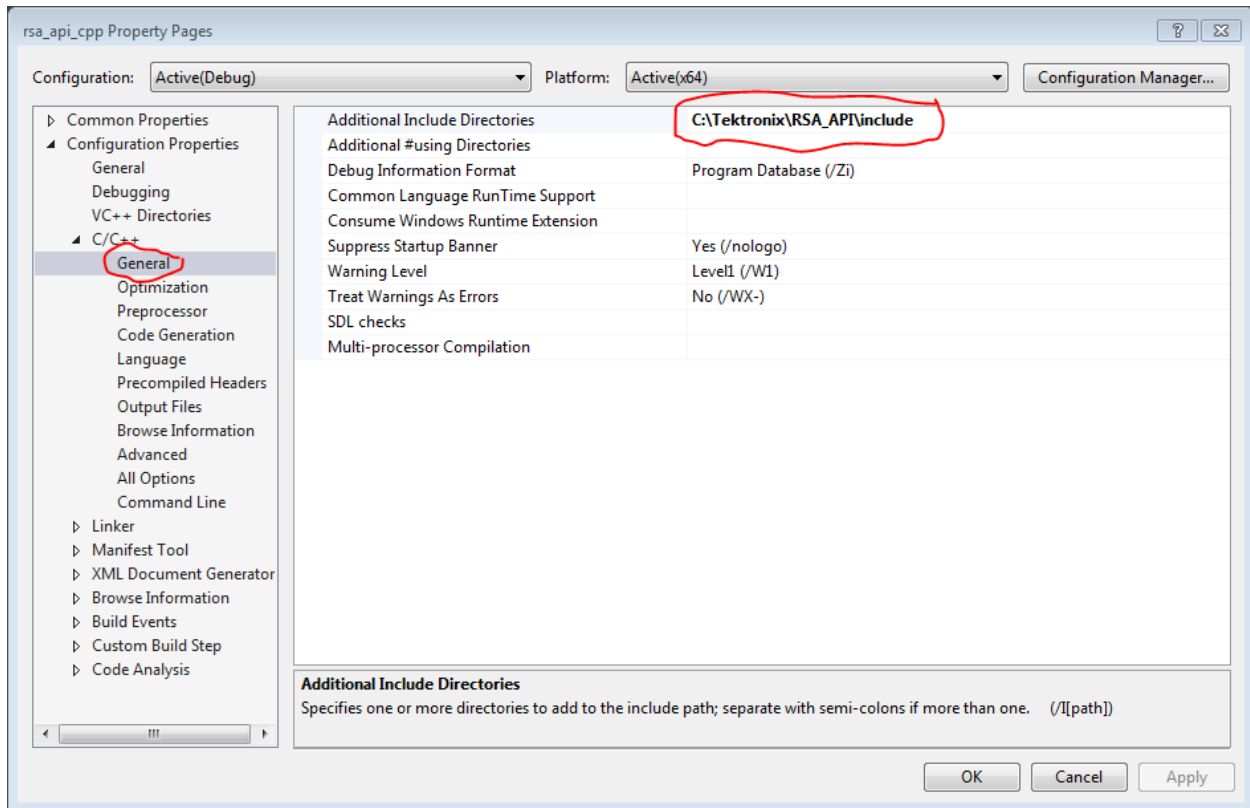 rsa_api_cpp Property Pages
Configuration: Active(Debug) Platform: Active(x64) Configuration Manager...
Common Properties
Configuration Properties
General
Debugging
VC++ Directories
C/C++
General
Optimization
Preprocessor
Code Generation
Language
Precompiled Headers
Output Files
Browse Information
Advanced
All Options
Command Line
Linker
Manifest Tool
XML Document Generator
Browse Information
Build Events
Custom Build Step
Code Analysis
Additional Include Directories C:\Tektronix\RSA_API\include
Additional #using Directories
Debug Information Format Program Database (/Zi)
Common Language RunTime Support
Consume Windows Runtime Extension
Suppress Startup Banner Yes (/nologo)
Warning Level Level1 (/W1)
Treat Warnings As Errors No (/WX-)
SDL checks
Multi-processor Compilation
Additional Include Directories
Specifies one or more directories to add to the include path; separate with semi-colons if more than one. (/I[path])
OK Cancel Apply